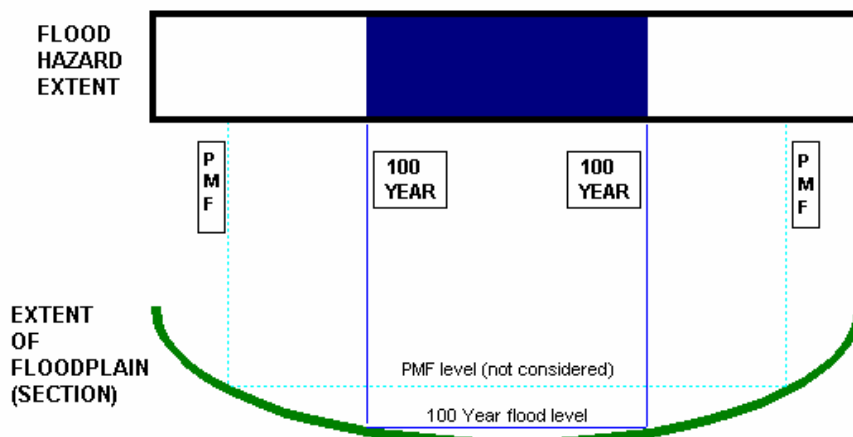 FLOOD
HAZARD
EXTENT
P
M
F
100
YEAR
100
YEAR
P
M
F
EXTENT
OF
FLOODPLAIN
(SECTION)
PMF level (not considered)
100 Year flood level